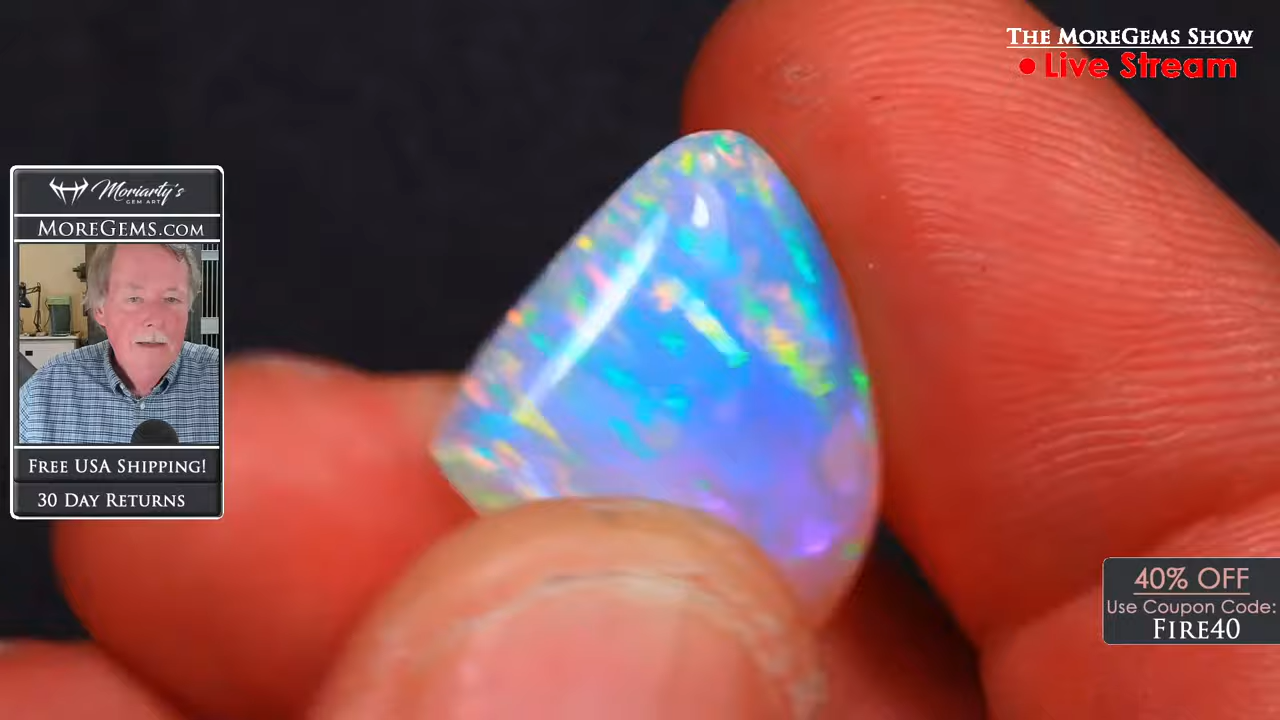 THE MOREGEMS SHOW
Live Stream
Moriarty's
GEM ART
MOREGEMS.COM
FREE USA SHIPPING!
30 DAY RETURNS
40% OFF
Use Coupon Code:
FIRE40